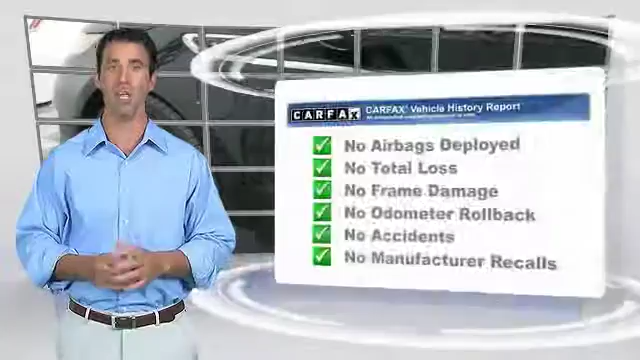 CARFAX CARFAX Vehicle History Report
No Airbags Deployed
No Total Loss
No Frame Damage
No Odometer Rollback
No Accidents
No Manufacturer Recalls